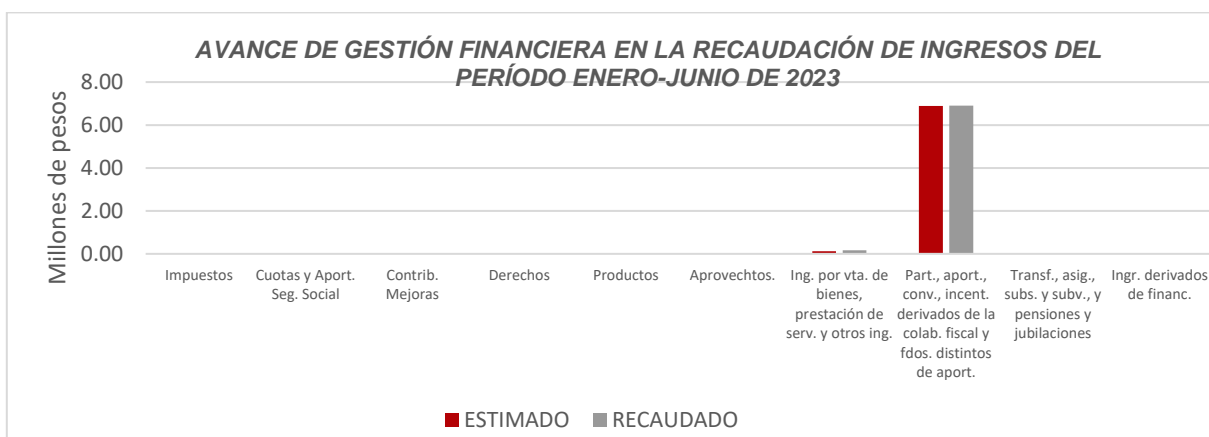 AVANCE DE GESTIÓN FINANCIERA EN LA RECAUDACIÓN DE INGRESOS DEL
PERÍODO ENERO-JUNIO DE 2023
Millones de pesos
8.00
6.00
4.00
2.00
0.00
Impuestos
Cuotas y Aport.
Seg. Social
Contrib.
Mejoras
Derechos
Productos
Aprovechtos.
Ing. por vta. de
bienes,
prestación de
serv. y otros ing.
Part., aport.,
conv., incent.
derivados de la
colab. fiscal y
fdos. distintos
de aport.
Transf., asig.,
subs. y subv., y
pensiones y
jubilaciones
Ingr. derivados
de financ.
ESTIMADO
RECAUDADO